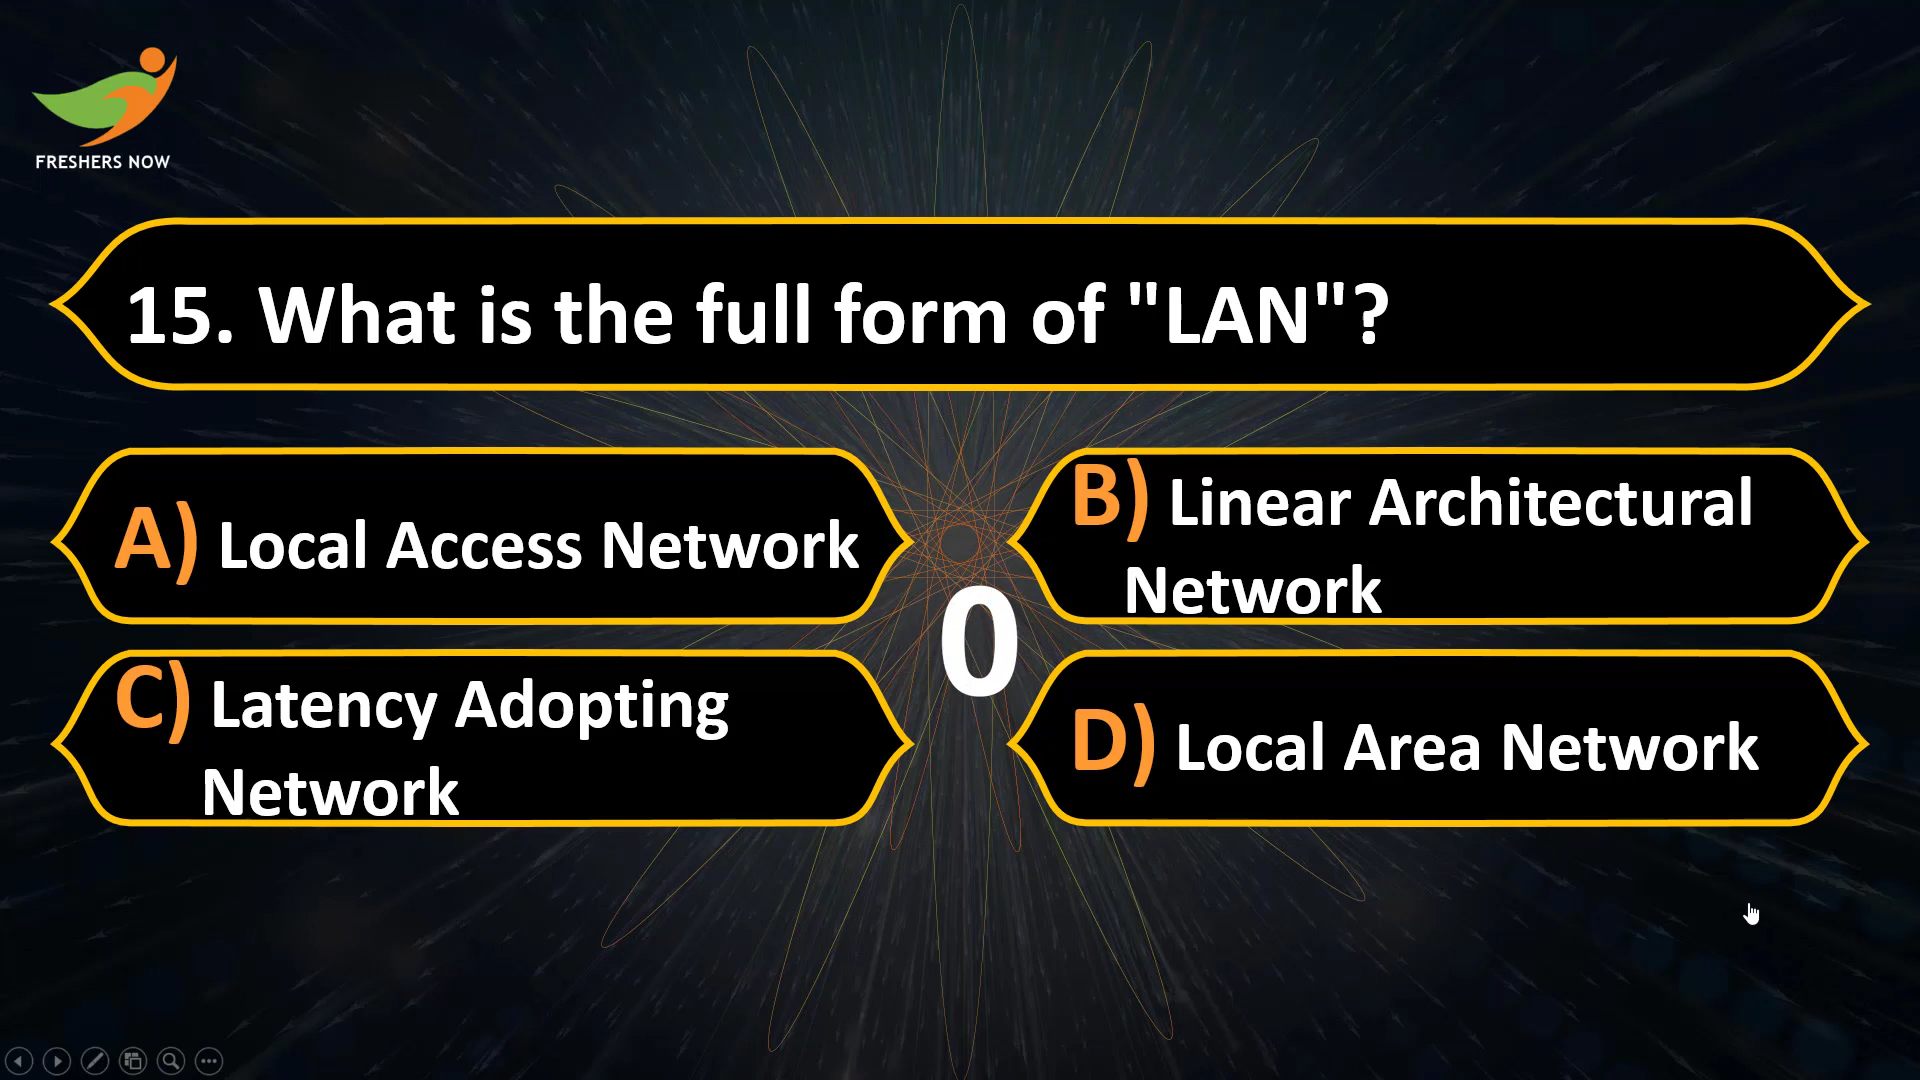 FRESHERS NOW
15. What is the full form of "LAN"?
A) Local Access Network
B) Linear Architectural
Network
0
C) Latency Adopting
Network
D) Local Area Network